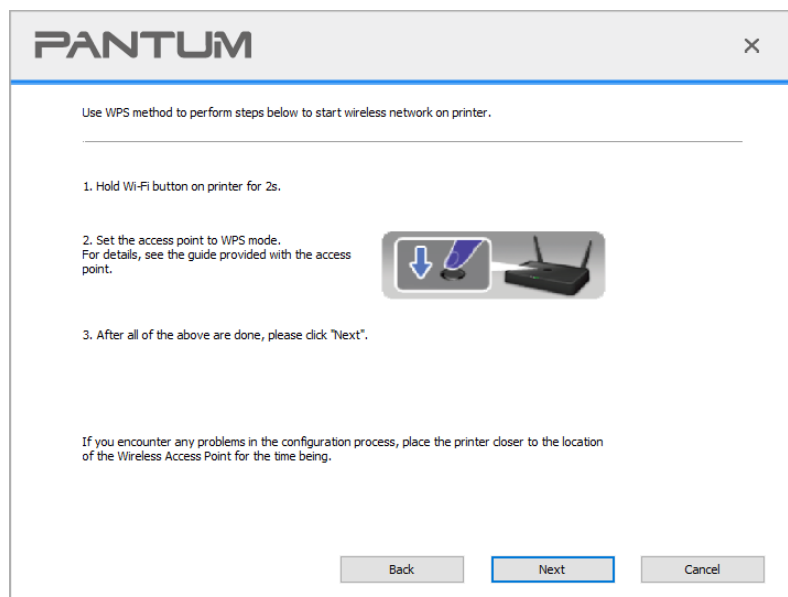 PANTUM
Use WPS method to perform steps below to start wireless network on printer.
1. Hold Wi-Fi button on printer for 2s.
2. Set the access point to WPS mode.
For details, see the guide provided with the access
point.
3. After all of the above are done, please click "Next".
If you encounter any problems in the configuration process, place the printer closer to the location
of the Wireless Access Point for the time being.
Back Next Cancel